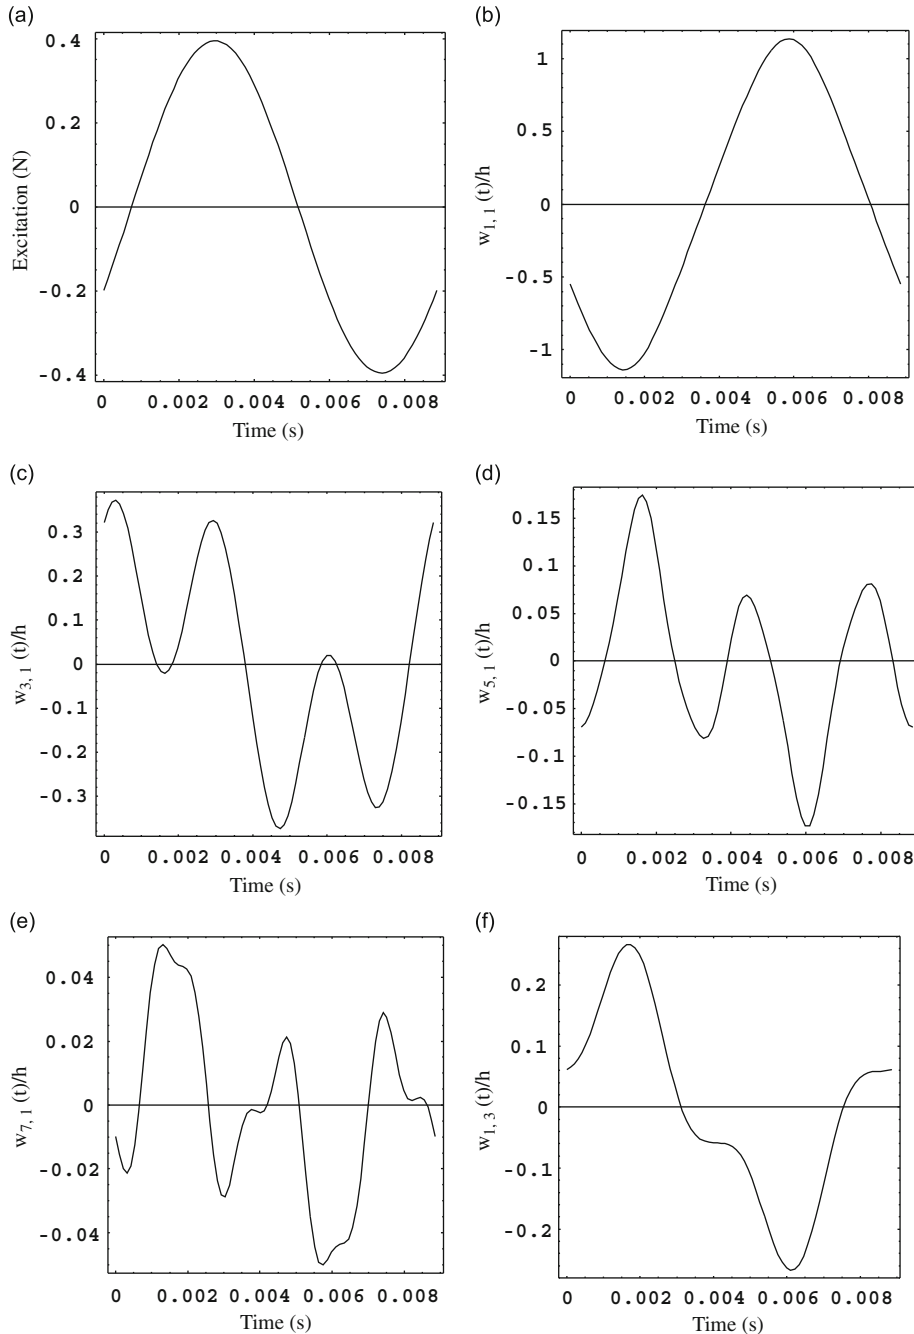 (a)
0.4
0.2
0
-0.2
-0.4
Excitation (N)
0 0.002 0.004 0.006 0.008
Time (s)
(b)
1
0.5
0
-0.5
-1
w1, 1 (t)/h
0 0.002 0.004 0.006 0.008
Time (s)
(c)
0.3
0.2
0.1
0
-0.1
-0.2
-0.3
w3, 1 (t)/h
0 0.002 0.004 0.006 0.008
Time (s)
(d)
0.15
0.1
0.05
0
-0.05
-0.1
-0.15
w5, 1 (t)/h
0 0.002 0.004 0.006 0.008
Time (s)
(e)
0.04
0.02
0
-0.02
-0.04
w7, 1 (t)/h
0 0.002 0.004 0.006 0.008
Time (s)
(f)
0.2
0.1
0
-0.1
-0.2
w1, 3 (t)/h
0 0.002 0.004 0.006 0.008
Time (s)